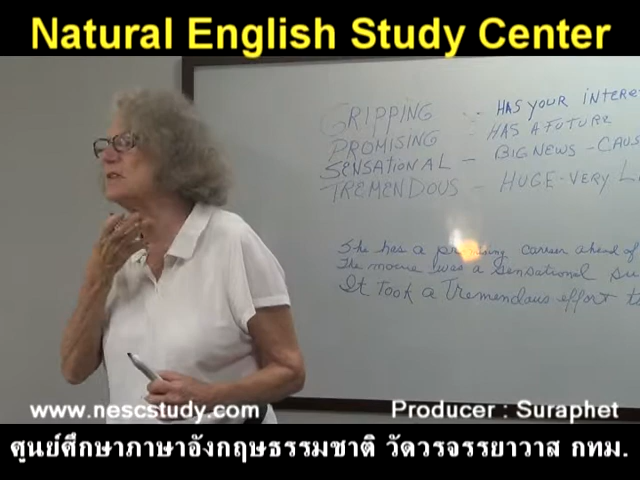 Natural English Study Center
GRIPPING - HAS YOUR
PROMISING - HAS A FUTURE
SENSATIONAL - BIG NEWS -
TREMENDOUS - HUGE - VERY
She has a promising career ahead of
The movie was a sensational
It Took a Tremendous effort
www.nescstudy.com Producer : Suraphet
ศูนย์ศึกษาภาษาอังกฤษธรรมชาติ วัดวรจรรยาวาส กทม.